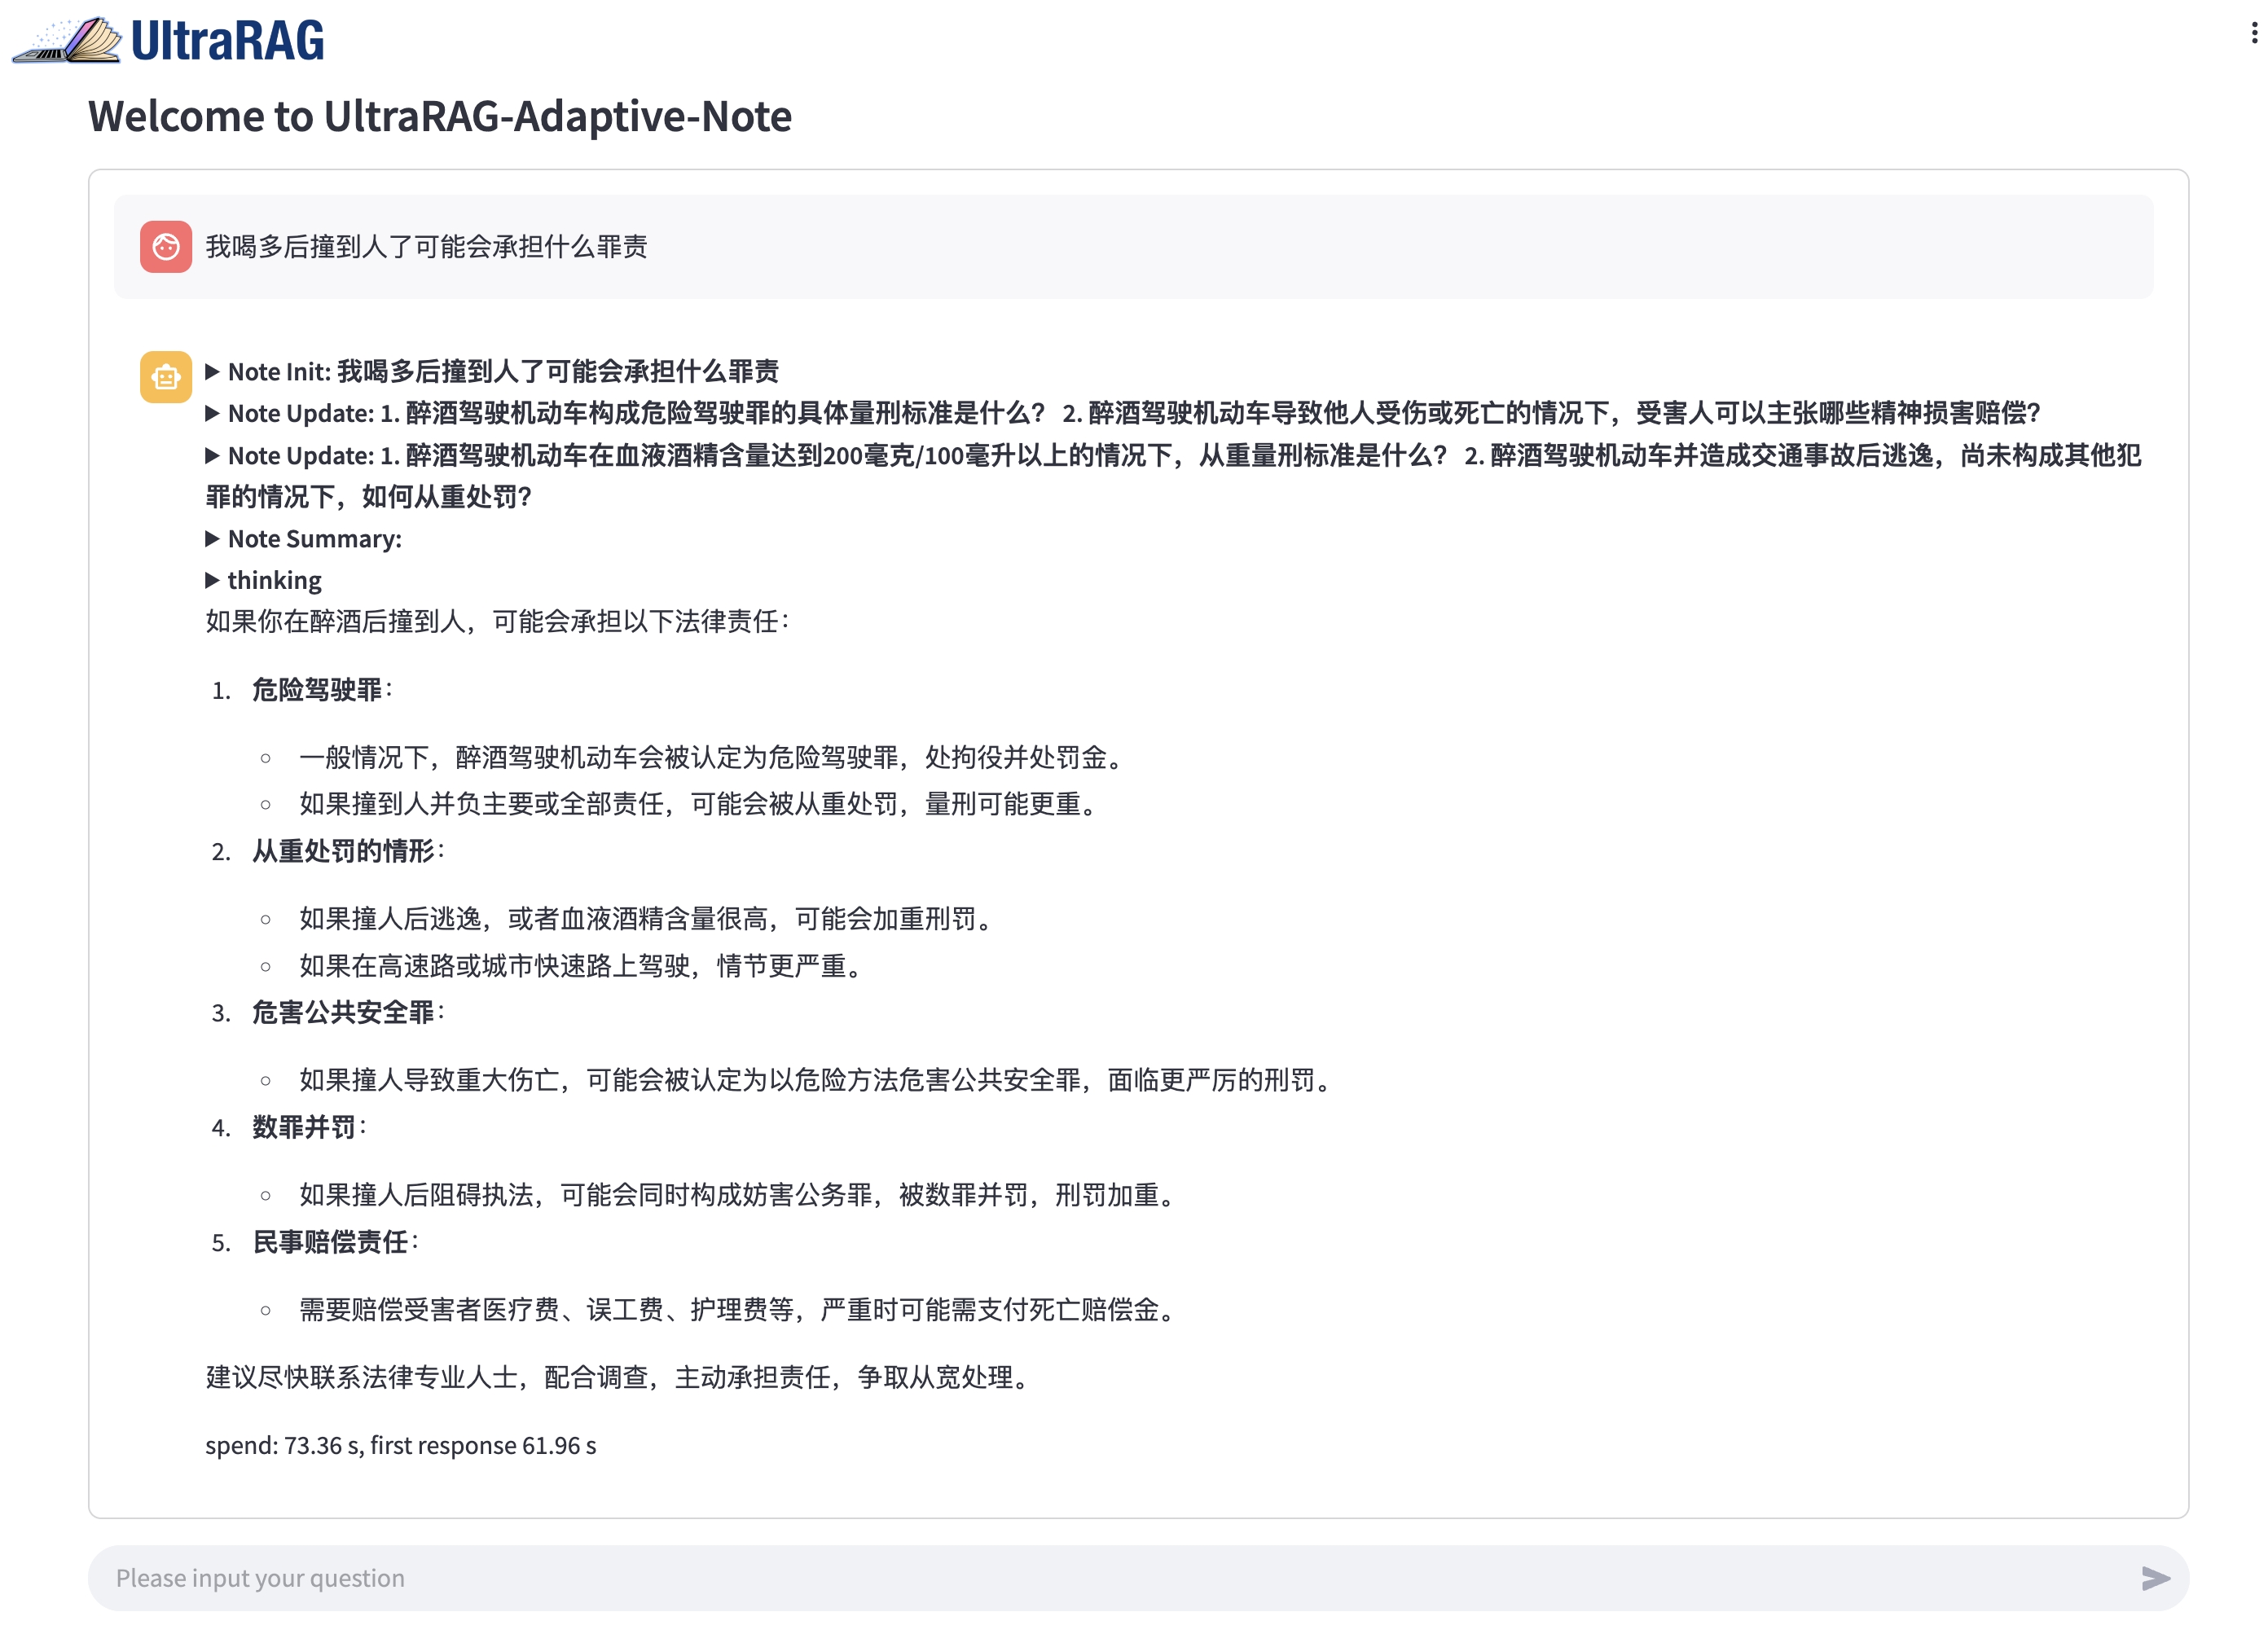 UltraRAG
Welcome to UltraRAG-Adaptive-Note
我喝多后撞到人了可能会承担什么罪责
▶ Note Init: 我喝多后撞到人了可能会承担什么罪责
▶ Note Update: 1. 醉酒驾驶机动车构成危险驾驶罪的具体量刑标准是什么？ 2. 醉酒驾驶机动车导致他人受伤或死亡的情况下，受害人可以主张哪些精神损害赔偿？
▶ Note Update: 1. 醉酒驾驶机动车在血液酒精含量达到200毫克/100毫升以上的情况下，从重量刑标准是什么？ 2. 醉酒驾驶机动车并造成交通事故后逃逸，尚未构成其他犯
罪的情况下，如何从重处罚？
▶ Note Summary:
▶ thinking
如果你在醉酒后撞到人，可能会承担以下法律责任：
1. 危险驾驶罪：
○ 一般情况下，醉酒驾驶机动车会被认定为危险驾驶罪，处拘役并处罚金。
○ 如果撞到人并负主要或全部责任，可能会被从重处罚，量刑可能更重。
2. 从重处罚的情形：
○ 如果撞人后逃逸，或者血液酒精含量很高，可能会加重刑罚。
○ 如果在高速路或城市快速路上驾驶，情节更严重。
3. 危害公共安全罪：
○ 如果撞人导致重大伤亡，可能会被认定为以危险方法危害公共安全罪，面临更严厉的刑罚。
4. 数罪并罚：
○ 如果撞人后阻碍执法，可能会同时构成妨害公务罪，被数罪并罚，刑罚加重。
5. 民事赔偿责任：
○ 需要赔偿受害者医疗费、误工费、护理费等，严重时可能需支付死亡赔偿金。
建议尽快联系法律专业人士，配合调查，主动承担责任，争取从宽处理。
spend: 73.36 s, first response 61.96 s
Please input your question